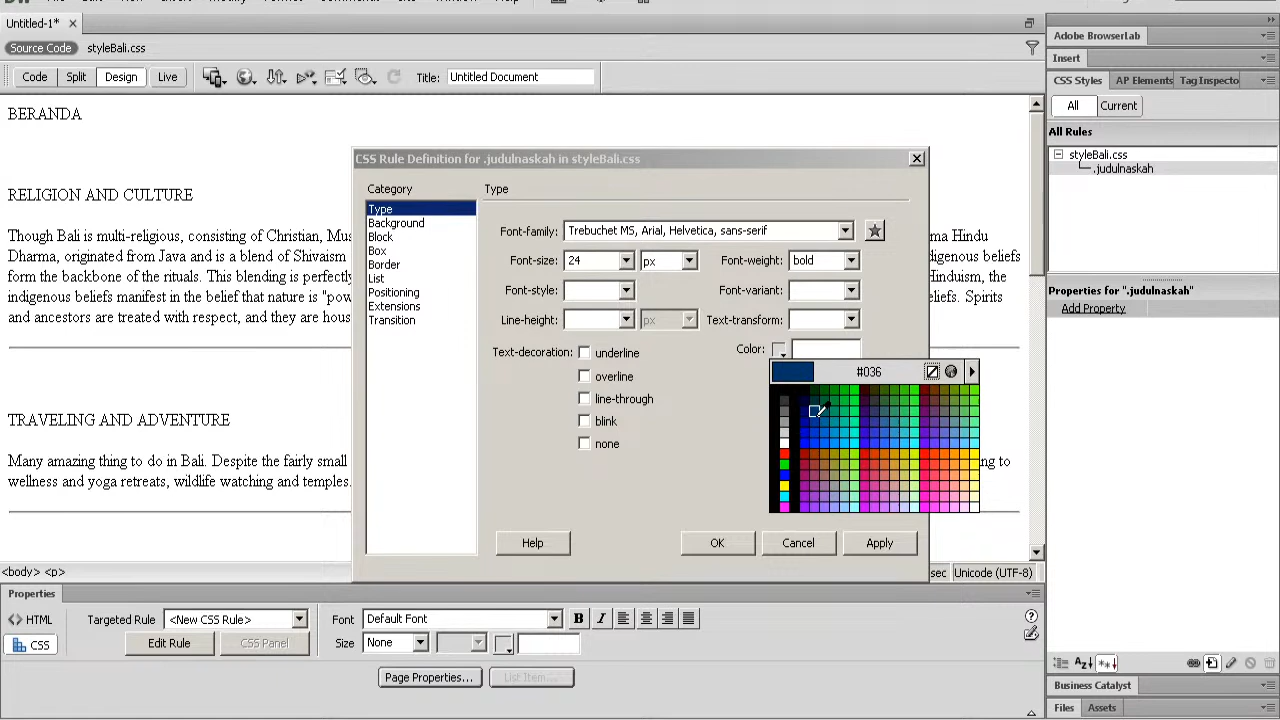 Untitled-1*
Source Code styleBali.css
Code Split Design Live Title: Untitled Document
BERANDA
RELIGION AND CULTURE
Though Bali is multi-religious, consisting of Christian, Mus
ma Hindu
Dharma, originated from Java and is a blend of Shivaism
digenous beliefs
form the backbone of the rituals. This blending is perfectly
Hinduism, the
indigenous beliefs manifest in the belief that nature is "pow
eliefs. Spirits
and ancestors are treated with respect, and they are hous
TRAVELING AND ADVENTURE
Many amazing thing to do in Bali. Despite the fairly small
ing to
wellness and yoga retreats, wildlife watching and temples.
CSS Rule Definition for .judulnaskah in styleBali.css
Category
Type
Background
Block
Box
Border
List
Positioning
Extensions
Transition
Type
Font-family: Trebuchet MS, Arial, Helvetica, sans-serif
Font-size: 24 px Font-weight: bold
Font-style: Font-variant:
Line-height: px Text-transform:
Text-decoration: underline Color:
overline
line-through
blink
none
#036
Help OK Cancel Apply
<body> <p>
sec Unicode (UTF-8)
Properties
HTML
CSS
Targeted Rule <New CSS Rule>
Edit Rule CSS Panel
Font Default Font B I
Size None
Page Properties... List Item...
Adobe BrowserLab
Insert
CSS Styles AP Elements Tag Inspecto
All Current
All Rules
styleBali.css
.judulnaskah
Properties for ".judulnaskah"
Add Property
Az↓ **↓
Business Catalyst
Files Assets